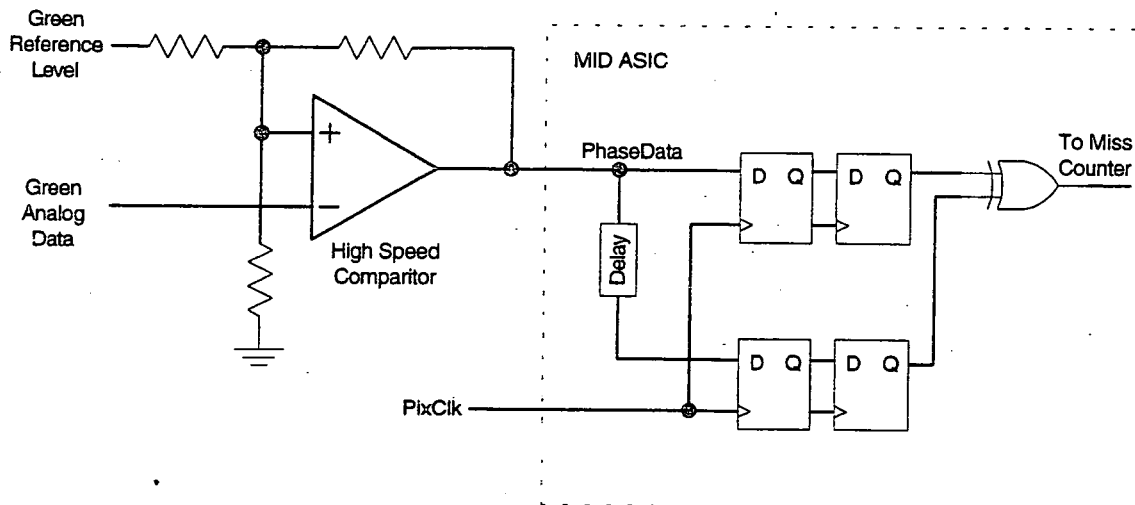 Green
Reference
Level
MID ASIC
+
PhaseData
D Q
D Q
To Miss
Counter
Green
Analog
Data
−
High Speed
Comparitor
Delay
D Q
D Q
PixClk